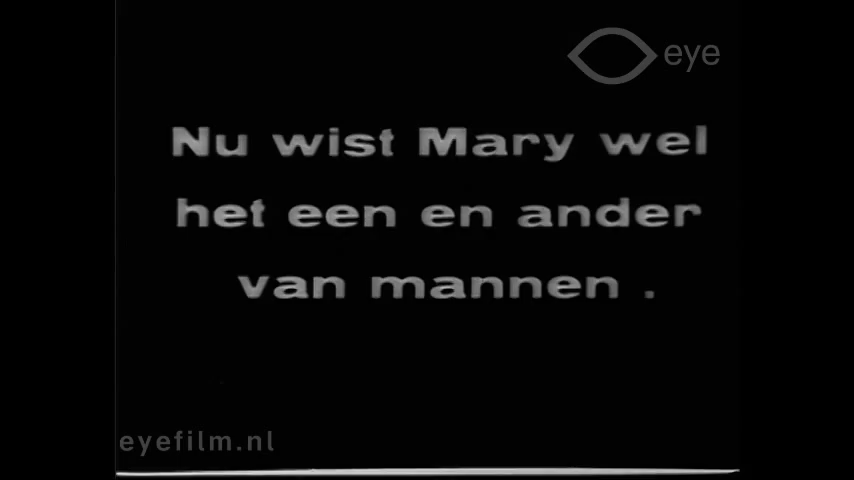 eye
Nu wist Mary wel
het een en ander
van mannen .
eyefilm.nl